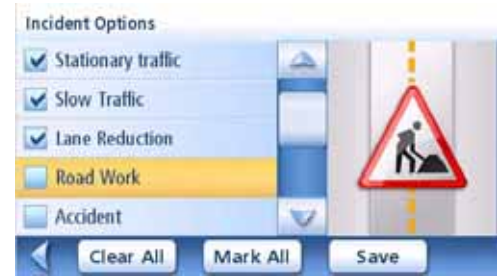 Incident Options
Stationary traffic
Slow Traffic
Lane Reduction
Road Work
Accident
Clear All Mark All Save